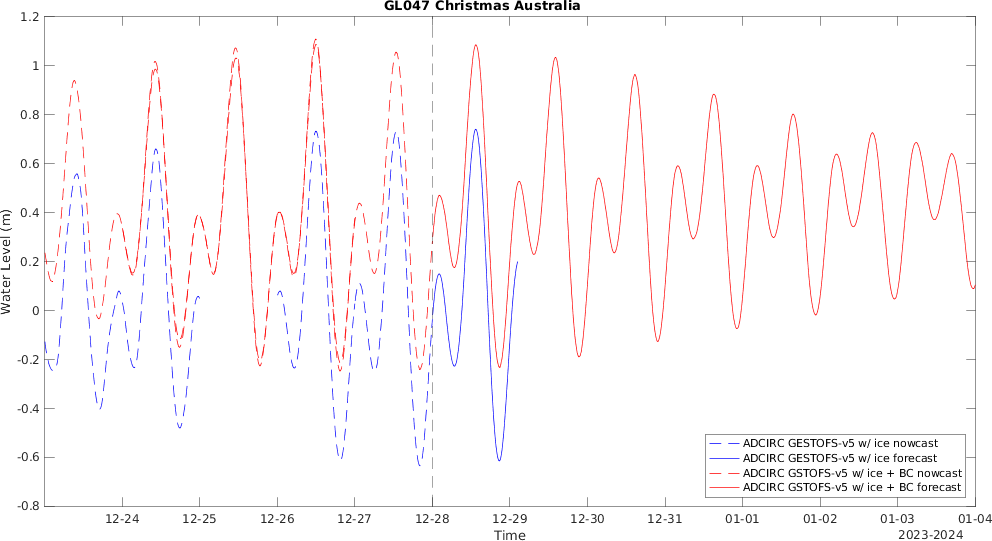 GL047 Christmas Australia
1.2
1
0.8
0.6
0.4
0.2
0
-0.2
-0.4
-0.6
-0.8
Water Level (m)
ADCIRC GESTOFS-v5 w/ ice nowcast
ADCIRC GESTOFS-v5 w/ ice forecast
ADCIRC GSTOFS-v5 w/ ice + BC nowcast
ADCIRC GSTOFS-v5 w/ ice + BC forecast
12-24 12-25 12-26 12-27 12-28 12-29 12-30 12-31 01-01 01-02 01-03 01-04
Time
2023-2024